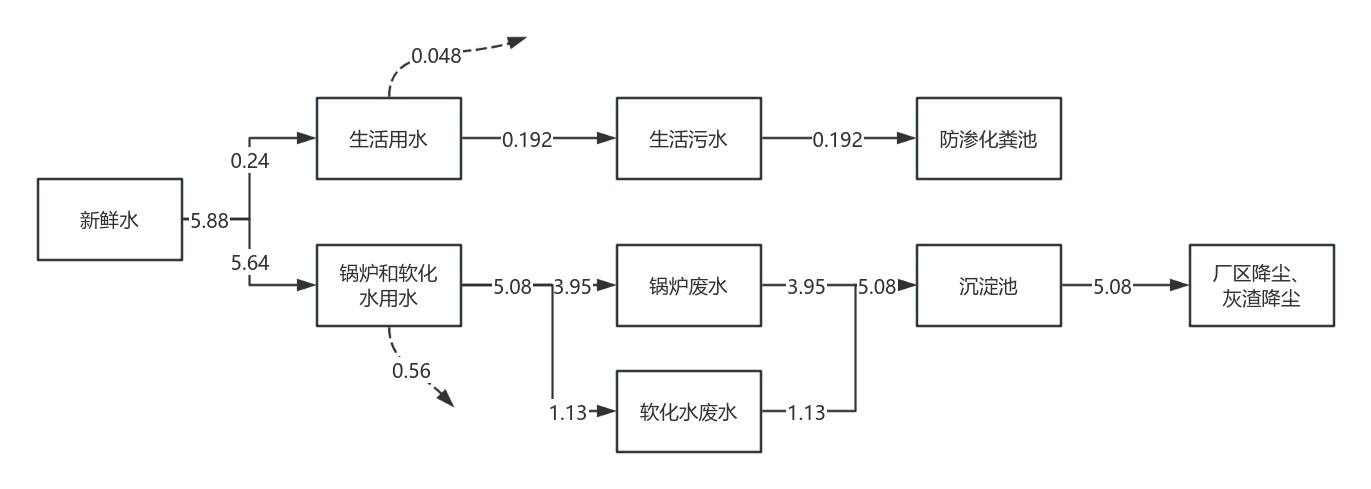 0.048
生活用水
0.192
生活污水
0.192
防渗化粪池
0.24
新鲜水
5.88
5.64
锅炉和软化
水用水
5.08
3.95
锅炉废水
3.95
5.08
沉淀池
5.08
厂区降尘、
灰渣降尘
0.56
1.13
软化水废水
1.13